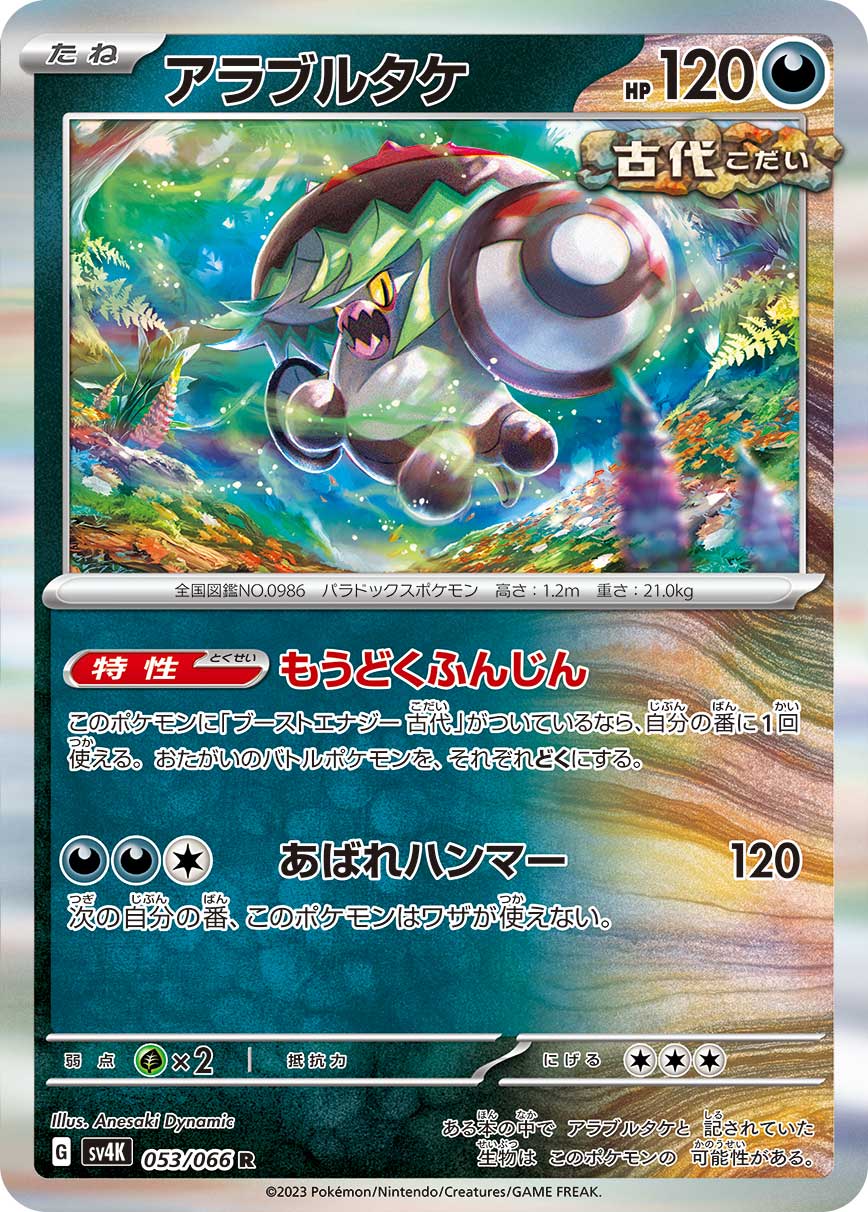 たね
アラブルタケ
HP 120
古代 こだい
全国図鑑NO.0986 パラドックスポケモン 高さ：1.2m 重さ：21.0kg
特性 とくせい もうどくふんじん
このポケモンに「ブーストエナジー 古代」がついているなら、自分の番に1回
使える。おたがいのバトルポケモンを、それぞれどくにする。
あばれハンマー 120
次の自分の番、このポケモンはワザが使えない。
弱点 ×2 抵抗力 にげる
Illus. Anesaki Dynamic
ある本の中で アラブルタケと 記されていた
生物は このポケモンの 可能性がある。
G sv4K 053/066 R
©2023 Pokémon/Nintendo/Creatures/GAME FREAK.